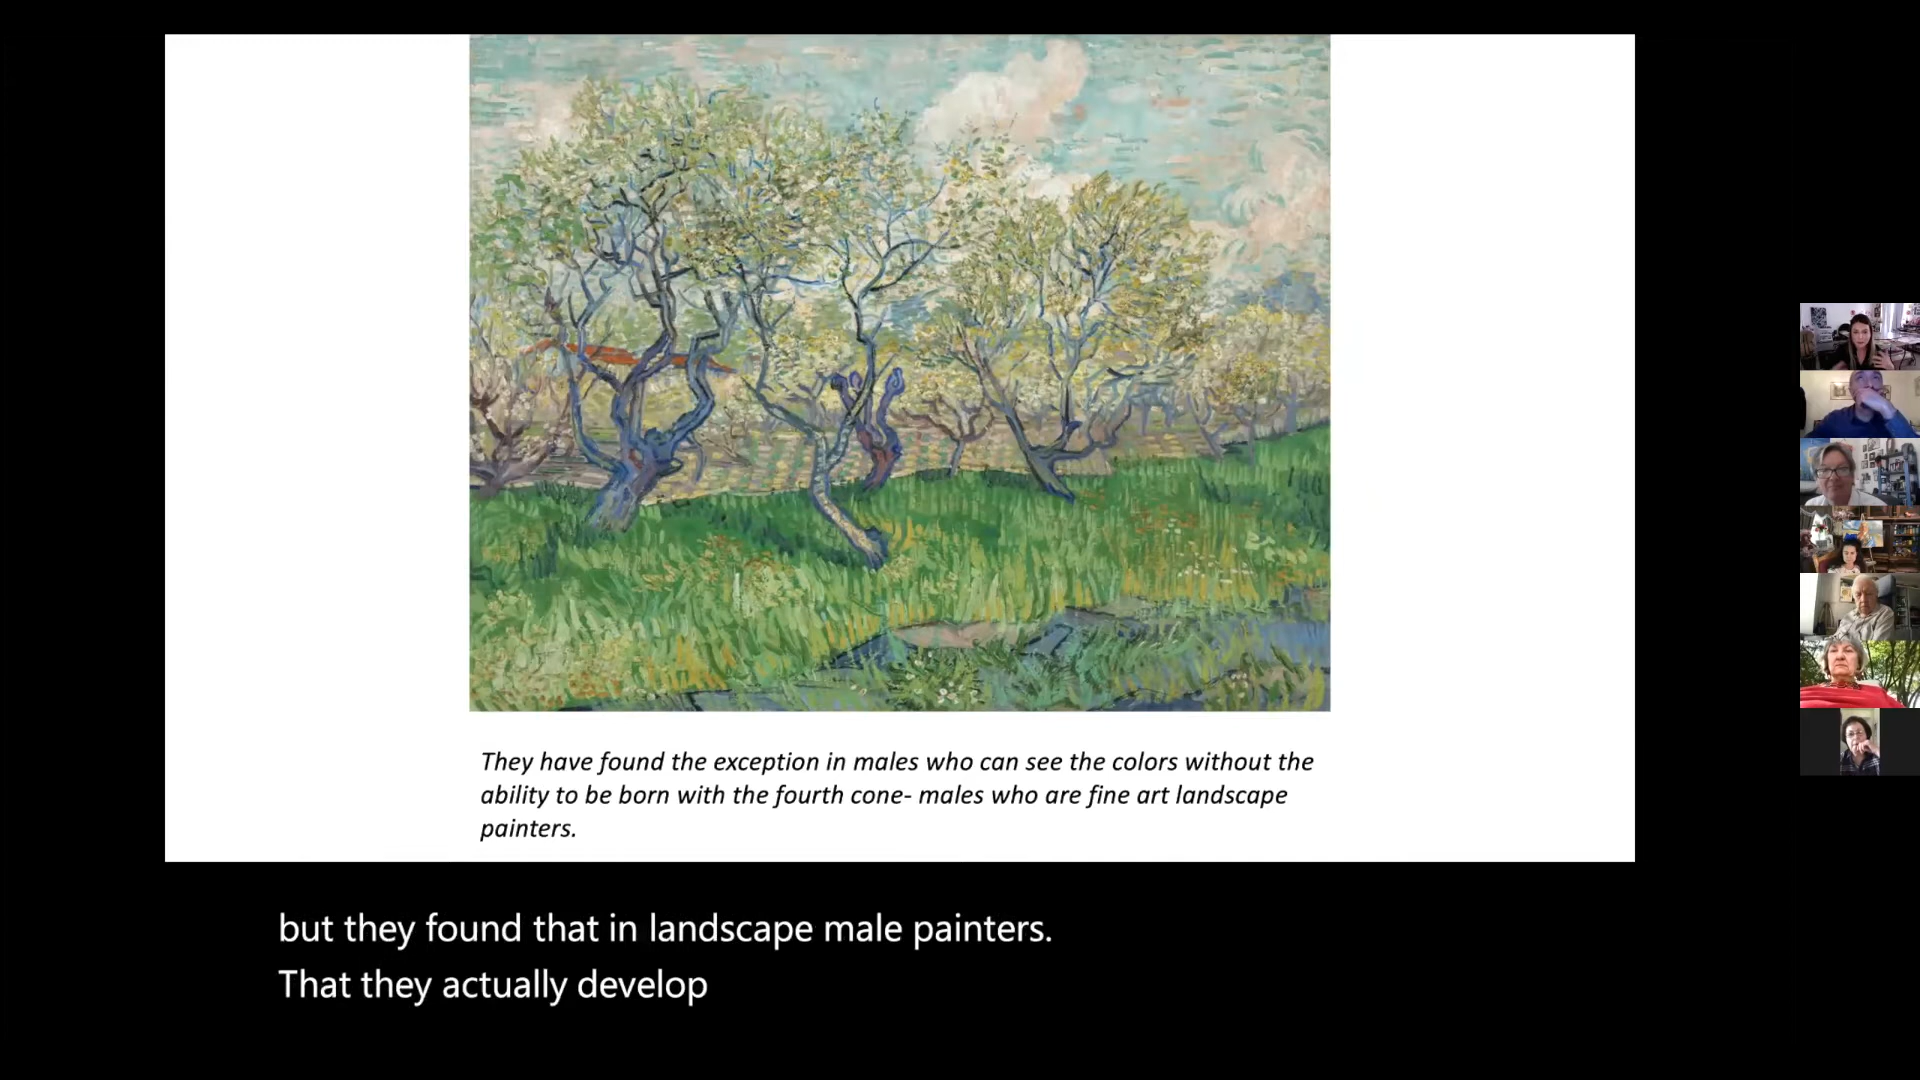 They have found the exception in males who can see the colors without the
ability to be born with the fourth cone- males who are fine art landscape
painters.
but they found that in landscape male painters.
That they actually develop